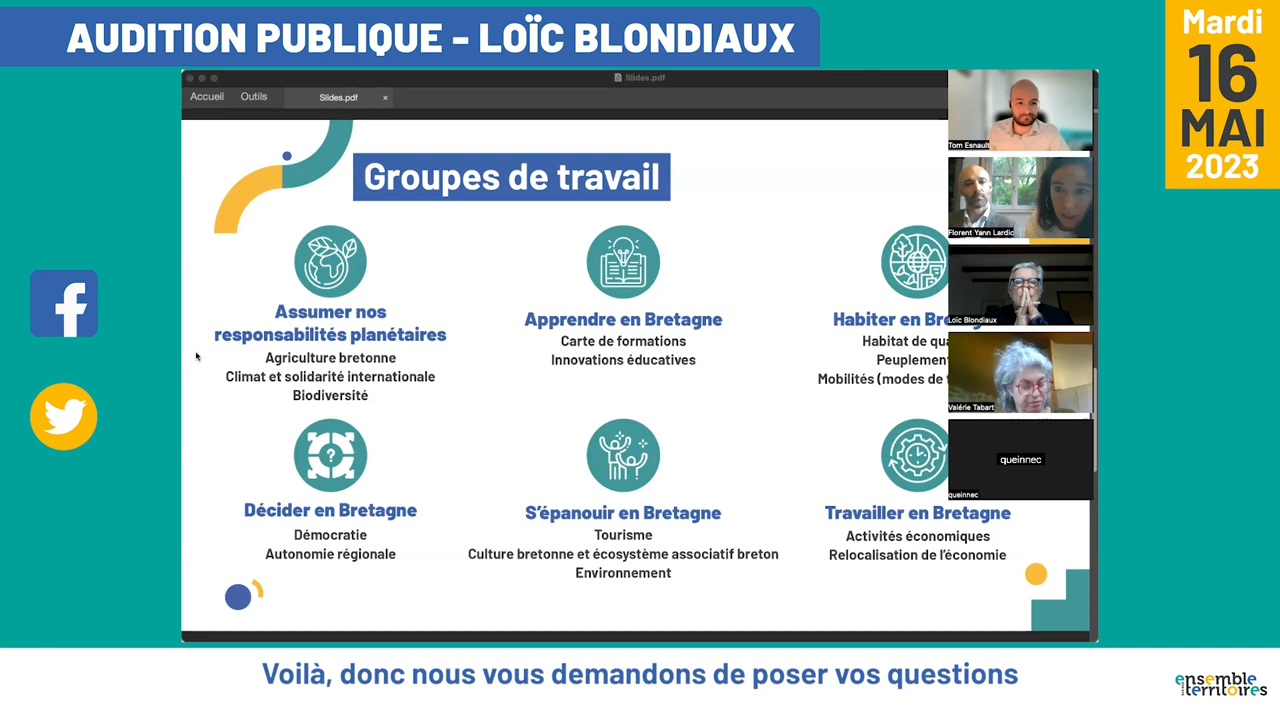 AUDITION PUBLIQUE - LOÏC BLONDIAUX
Mardi
16
MAI
2023
Slides.pdf
Accueil
Outils
Slides.pdf
×
Groupes de travail
Assumer nos
responsabilités planétaires
Agriculture bretonne
Climat et solidarité internationale
Biodiversité
Apprendre en Bretagne
Carte de formations
Innovations éducatives
Habiter en Bre
Habitat de qua
Peuplement
Mobilités (modes de
Décider en Bretagne
Démocratie
Autonomie régionale
S'épanouir en Bretagne
Tourisme
Culture bretonne et écosystème associatif breton
Environnement
Travailler en Bretagne
Activités économiques
Relocalisation de l'économie
Tom Esnault
Florent Yann Lardic
Loïc Blondiaux
Valérie Tabart
queinnec
queinnec
Voilà, donc nous vous demandons de poser vos questions
ensemble
territoires